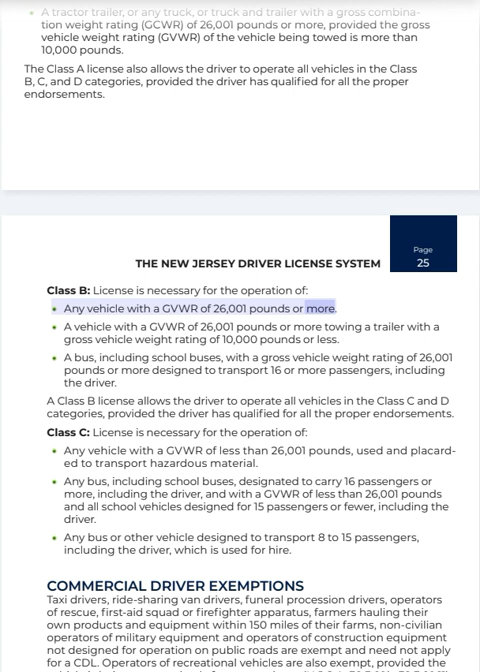 • A tractor trailer, or any truck, or truck and trailer with a gross combina-
tion weight rating (GCWR) of 26,001 pounds or more, provided the gross
vehicle weight rating (GVWR) of the vehicle being towed is more than
10,000 pounds.
The Class A license also allows the driver to operate all vehicles in the Class
B, C, and D categories, provided the driver has qualified for all the proper
endorsements.
Page
THE NEW JERSEY DRIVER LICENSE SYSTEM 25
Class B: License is necessary for the operation of:
• Any vehicle with a GVWR of 26,001 pounds or more.
• A vehicle with a GVWR of 26,001 pounds or more towing a trailer with a
gross vehicle weight rating of 10,000 pounds or less.
• A bus, including school buses, with a gross vehicle weight rating of 26,001
pounds or more designed to transport 16 or more passengers, including
the driver.
A Class B license allows the driver to operate all vehicles in the Class C and D
categories, provided the driver has qualified for all the proper endorsements.
Class C: License is necessary for the operation of:
• Any vehicle with a GVWR of less than 26,001 pounds, used and placard-
ed to transport hazardous material.
• Any bus, including school buses, designated to carry 16 passengers or
more, including the driver, and with a GVWR of less than 26,001 pounds
and all school vehicles designed for 15 passengers or fewer, including the
driver.
• Any bus or other vehicle designed to transport 8 to 15 passengers,
including the driver, which is used for hire.
COMMERCIAL DRIVER EXEMPTIONS
Taxi drivers, ride-sharing van drivers, funeral procession drivers, operators
of rescue, first-aid squad or firefighter apparatus, farmers hauling their
own products and equipment within 150 miles of their farms, non-civilian
operators of military equipment and operators of construction equipment
not designed for operation on public roads are exempt and need not apply
for a CDL. Operators of recreational vehicles are also exempt, provided the